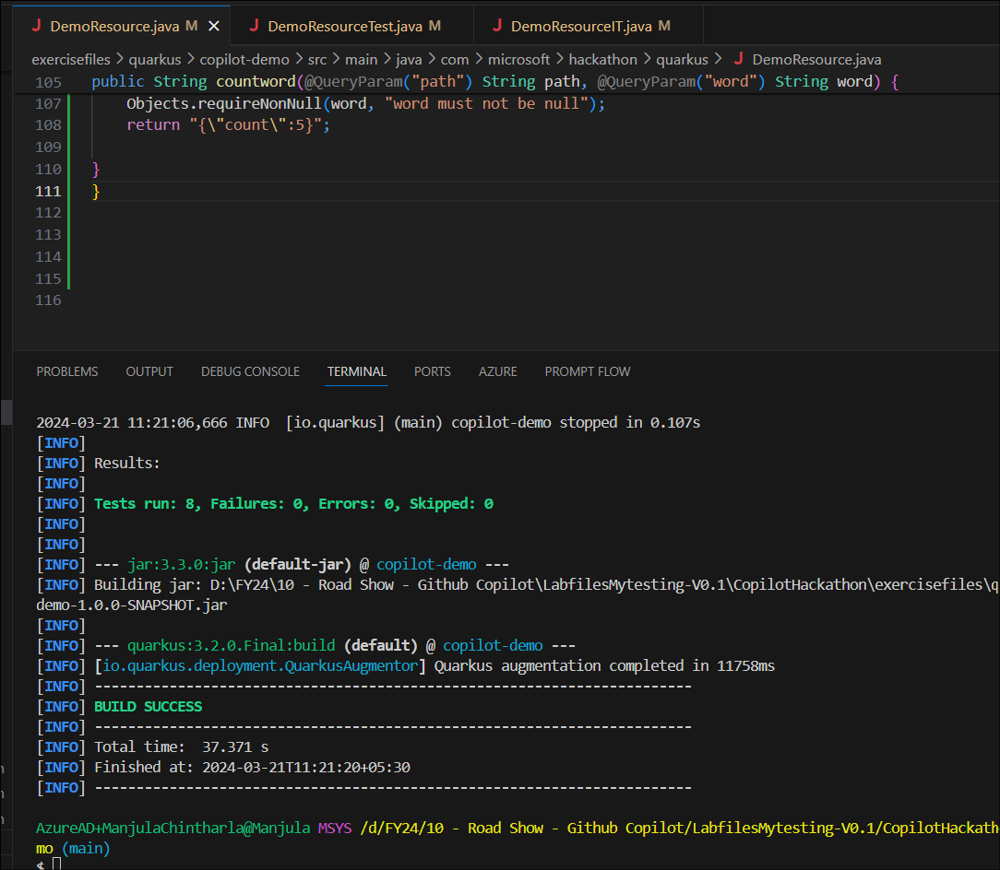 J DemoResource.java M × J DemoResourceTest.java M J DemoResourceIT.java M
exercisefiles > quarkus > copilot-demo > src > main > java > com > microsoft > hackathon > quarkus > J DemoResource.java
105 public String countword(@QueryParam("path") String path, @QueryParam("word") String word) {
107 Objects.requireNonNull(word, "word must not be null");
108 return "{\"count\":5}";
109
110 }
111 }
112
113
114
115
116
PROBLEMS OUTPUT DEBUG CONSOLE TERMINAL PORTS AZURE PROMPT FLOW
2024-03-21 11:21:06,666 INFO [io.quarkus] (main) copilot-demo stopped in 0.107s
[INFO]
[INFO] Results:
[INFO]
[INFO] Tests run: 8, Failures: 0, Errors: 0, Skipped: 0
[INFO]
[INFO]
[INFO] --- jar:3.3.0:jar (default-jar) @ copilot-demo ---
[INFO] Building jar: D:\FY24\10 - Road Show - Github Copilot\LabfilesMytesting-V0.1\CopilotHackathon\exercisefiles\q
demo-1.0.0-SNAPSHOT.jar
[INFO]
[INFO] --- quarkus:3.2.0.Final:build (default) @ copilot-demo ---
[INFO] [io.quarkus.deployment.QuarkusAugmentor] Quarkus augmentation completed in 11758ms
[INFO] ------------------------------------------------------------------------
[INFO] BUILD SUCCESS
[INFO] ------------------------------------------------------------------------
[INFO] Total time: 37.371 s
[INFO] Finished at: 2024-03-21T11:21:20+05:30
[INFO] ------------------------------------------------------------------------
AzureAD+ManjulaChintharla@Manjula MSYS /d/FY24/10 - Road Show - Github Copilot/LabfilesMytesting-V0.1/CopilotHackath
mo (main)
$